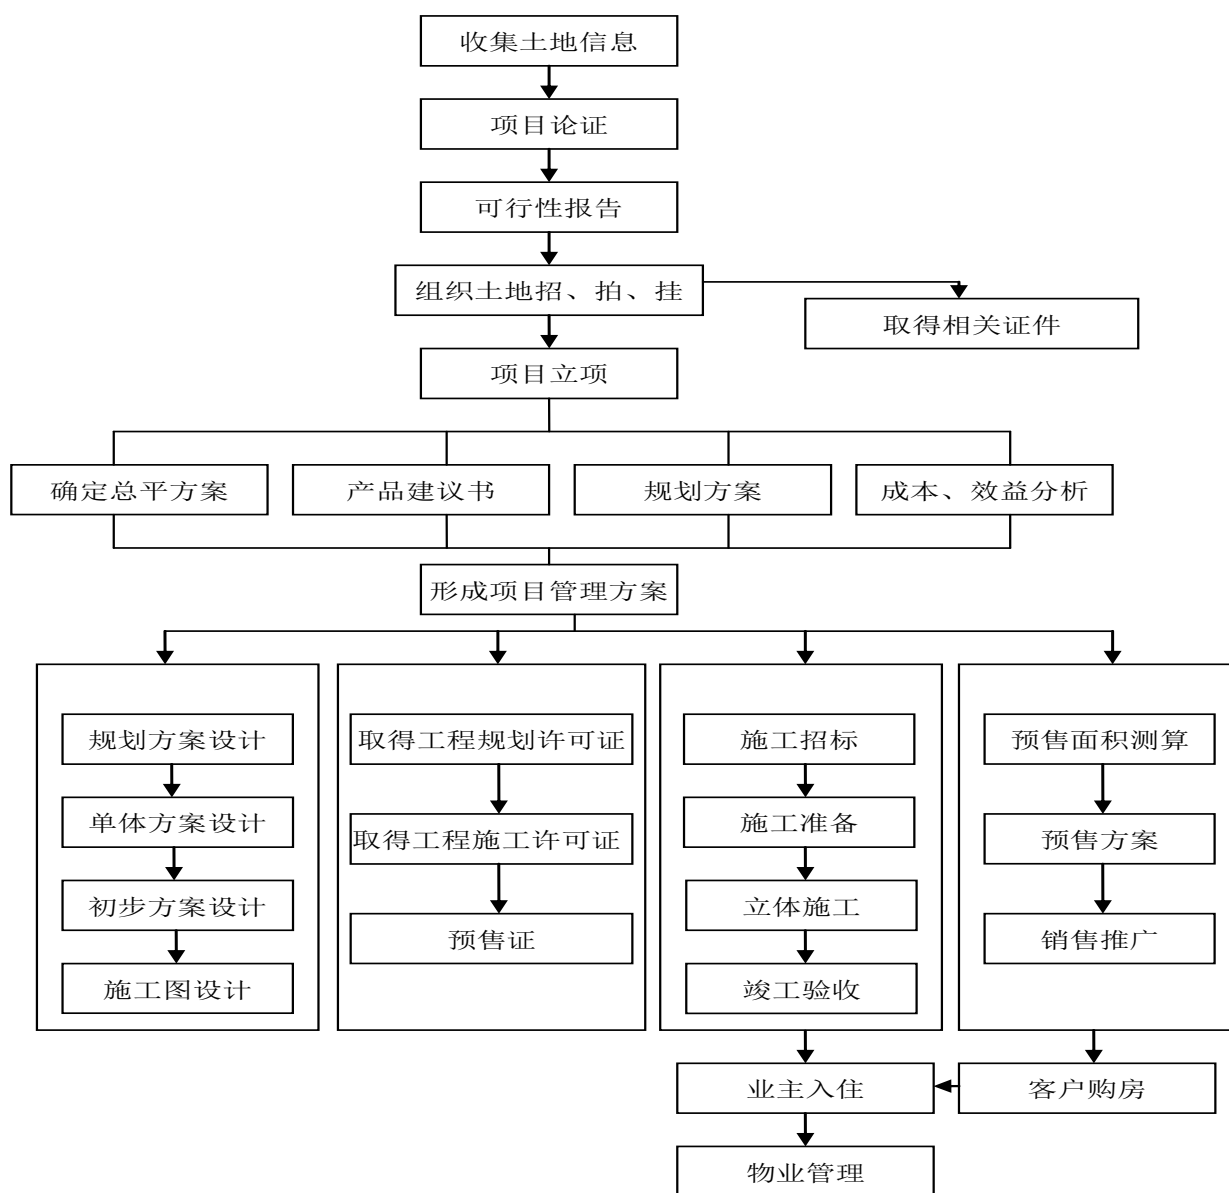 收集土地信息
项目论证
可行性报告
组织土地招、拍、挂
取得相关证件
项目立项
确定总平方案
产品建议书
规划方案
成本、效益分析
形成项目管理方案
规划方案设计
取得工程规划许可证
施工招标
预售面积测算
单体方案设计
取得工程施工许可证
施工准备
预售方案
初步方案设计
预售证
立体施工
销售推广
施工图设计
竣工验收
业主入住
客户购房
物业管理